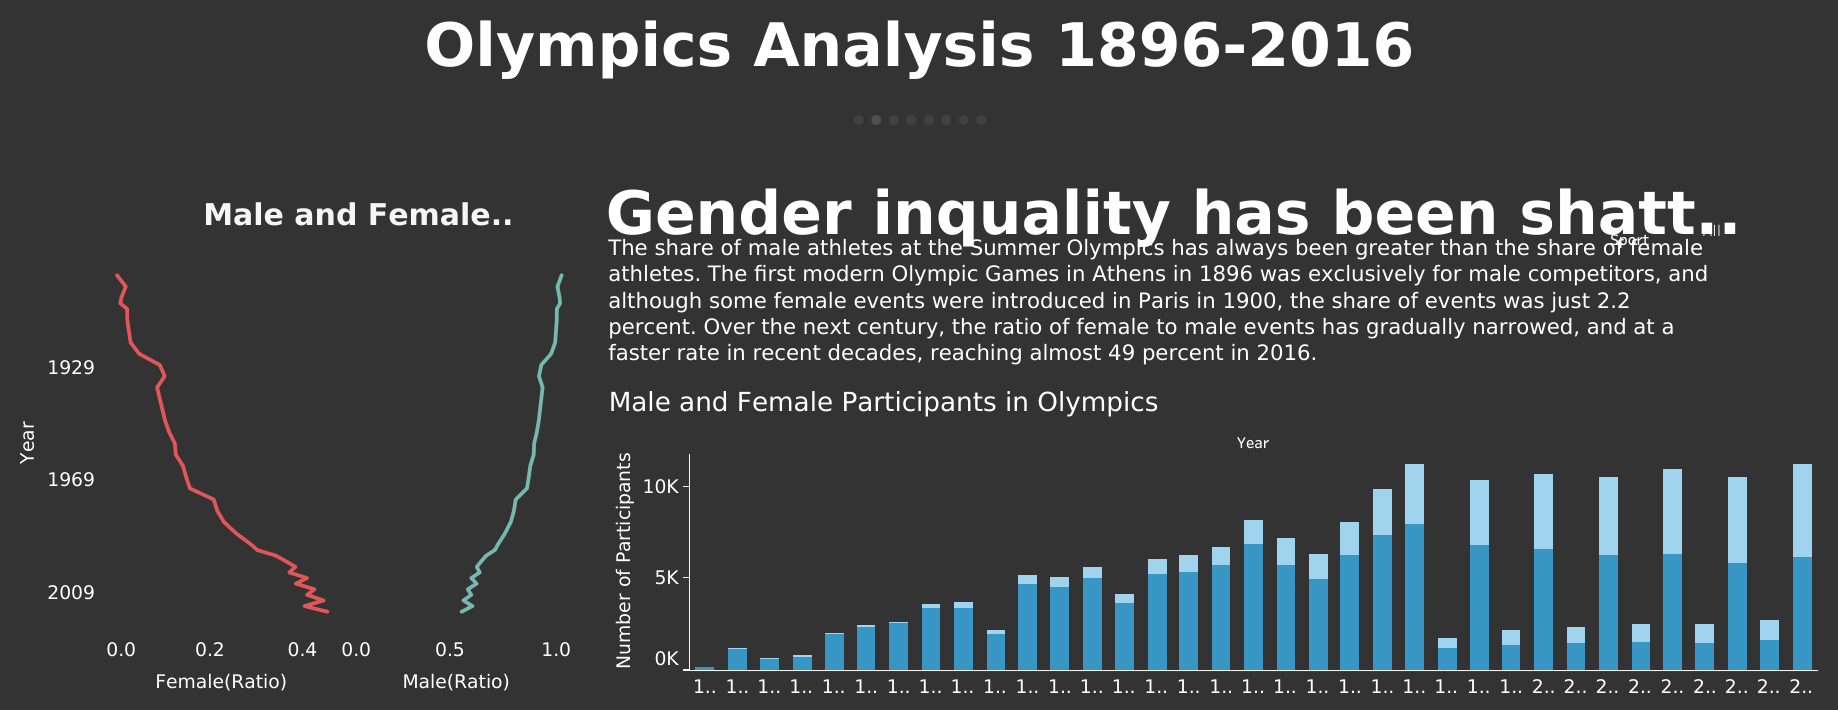 Olympics Analysis 1896-2016
Male and Female..
Gender inquality has been shatt..
Sport
The share of male athletes at the Summer Olympics has always been greater than the share of female
athletes. The first modern Olympic Games in Athens in 1896 was exclusively for male competitors, and
although some female events were introduced in Paris in 1900, the share of events was just 2.2
percent. Over the next century, the ratio of female to male events has gradually narrowed, and at a
faster rate in recent decades, reaching almost 49 percent in 2016.
Male and Female Participants in Olympics
Year
Year
1929
1969
2009
0.0 0.2 0.4 0.0 0.5 1.0
Female(Ratio) Male(Ratio)
Number of Participants
10K
5K
0K
1.. 1.. 1.. 1.. 1.. 1.. 1.. 1.. 1.. 1.. 1.. 1.. 1.. 1.. 1.. 1.. 1.. 1.. 1.. 1.. 1.. 1.. 1.. 1.. 1.. 1.. 2.. 2.. 2.. 2.. 2.. 2.. 2.. 2.. 2..